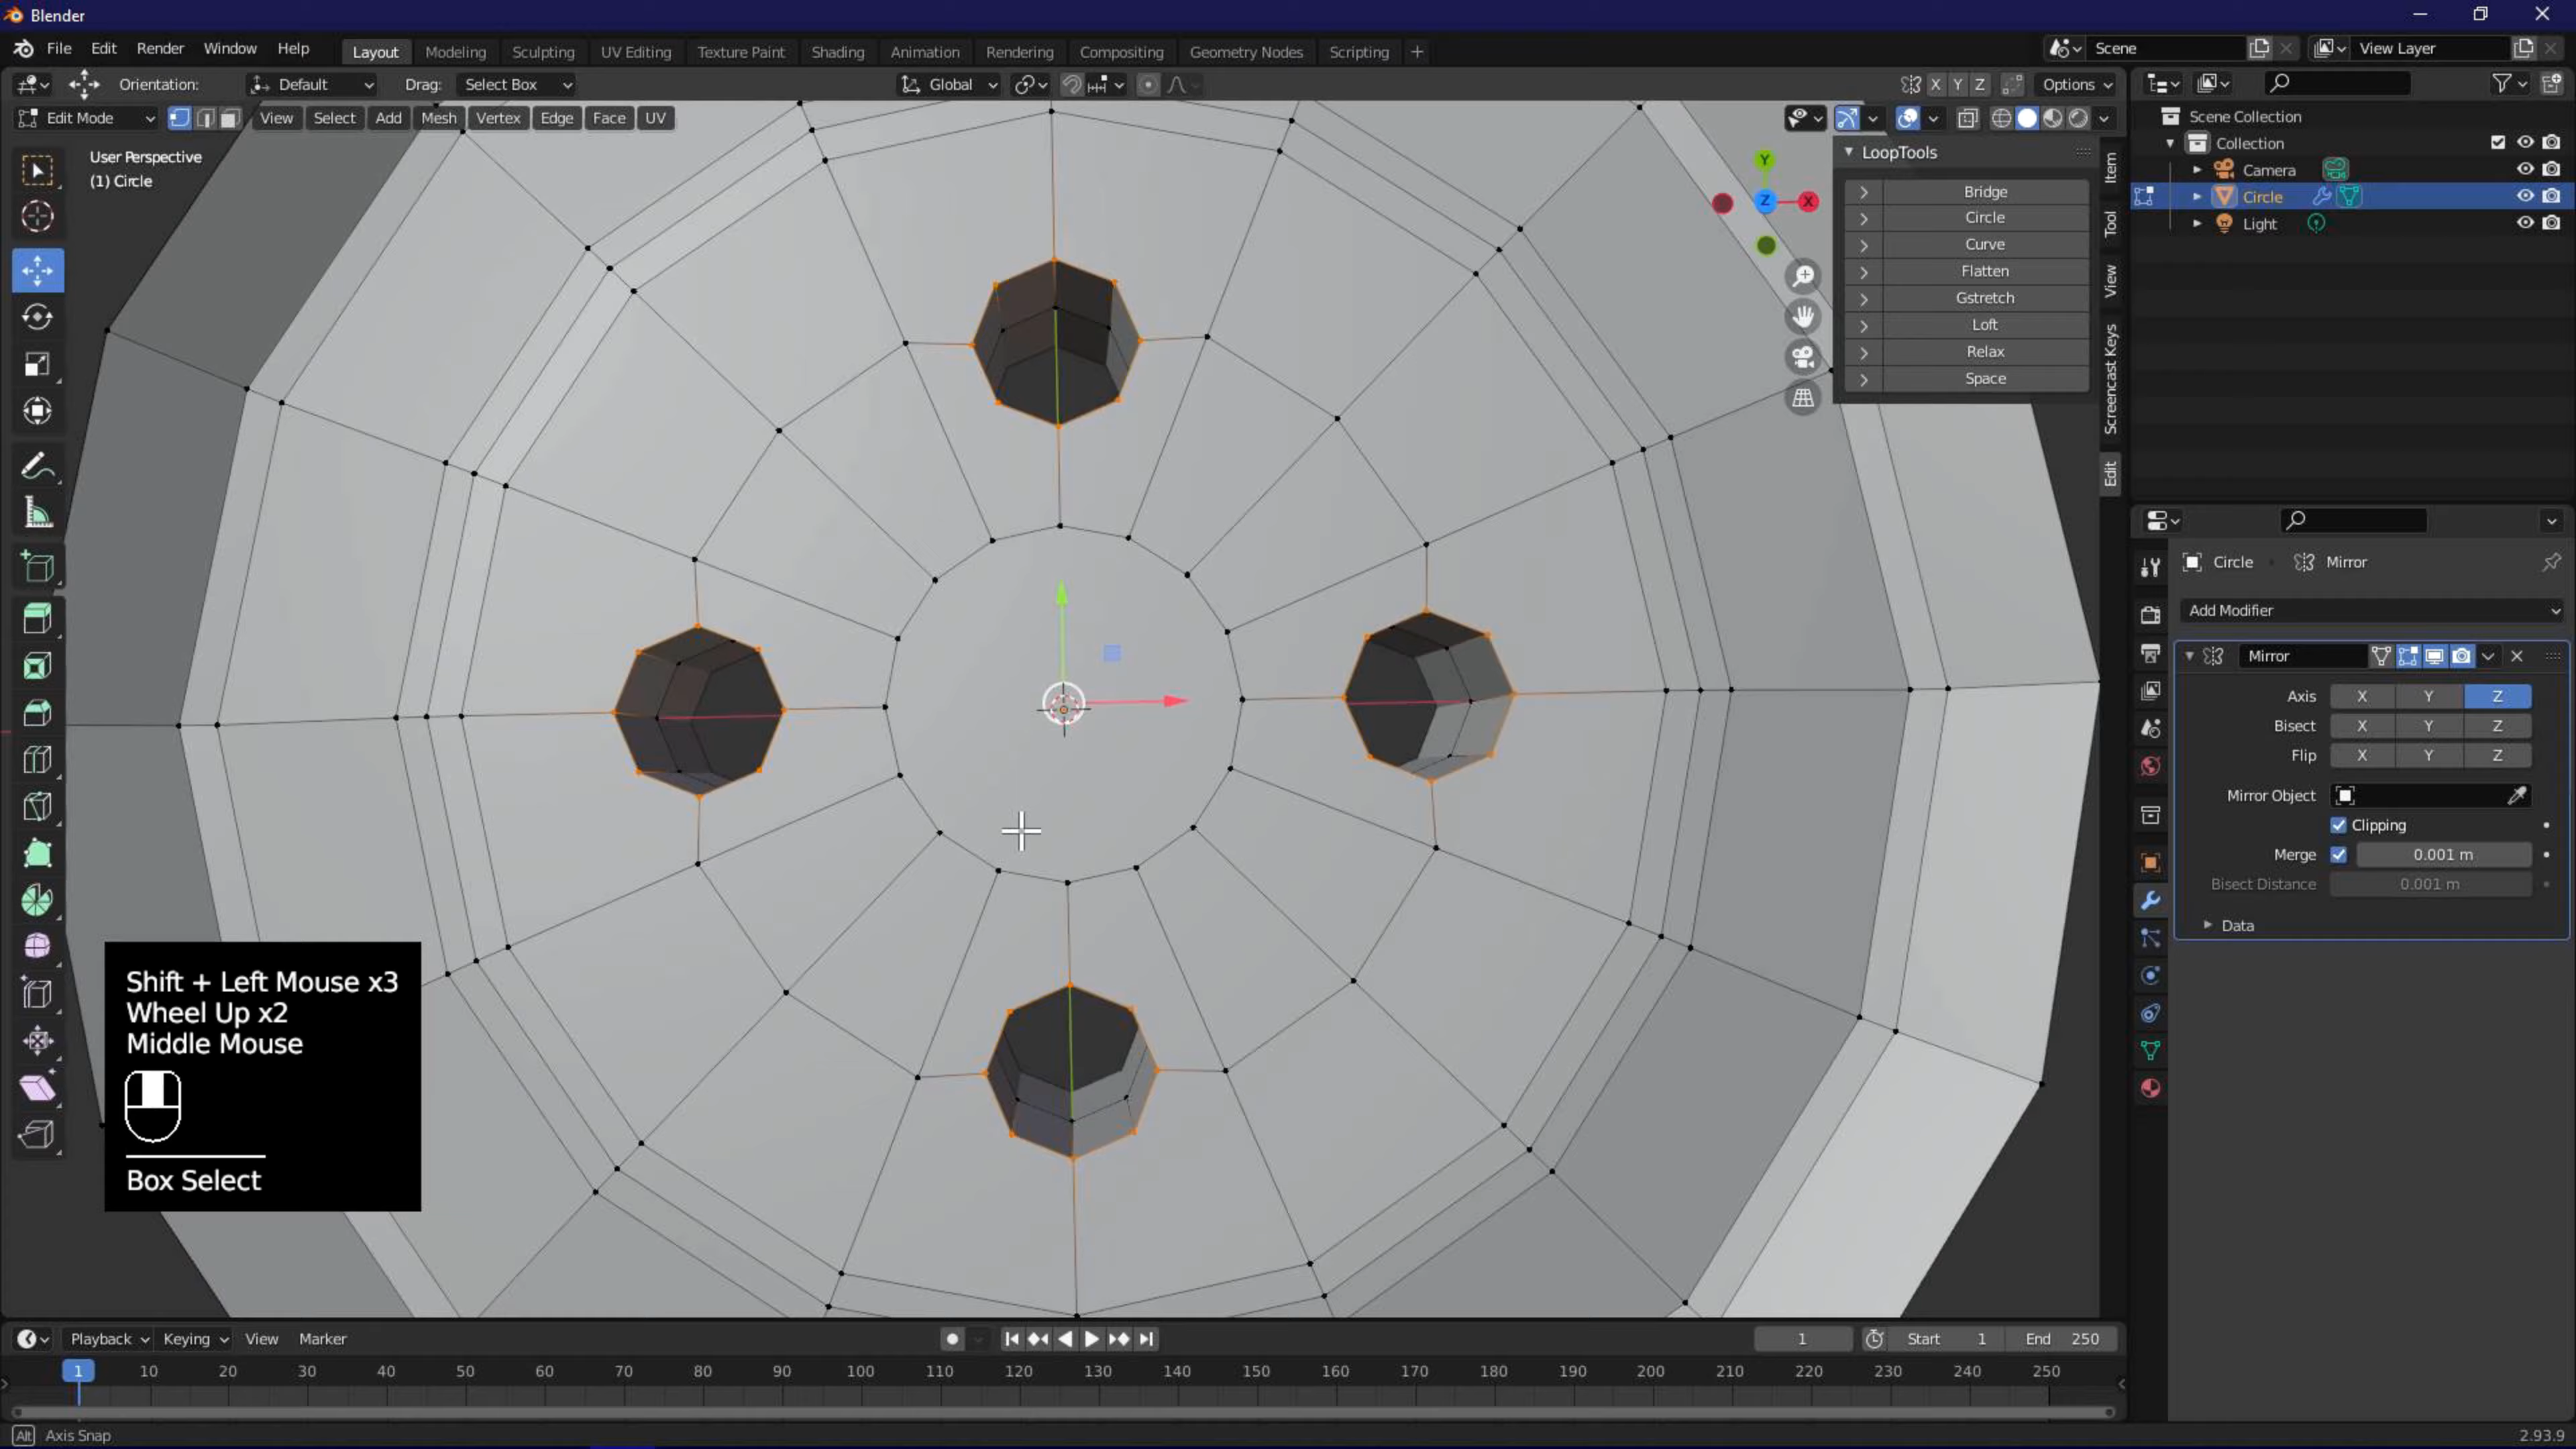 Blender
File Edit Render Window Help Layout Modeling Sculpting UV Editing Texture Paint Shading Animation Rendering Compositing Geometry Nodes Scripting + Scene View Layer
Orientation: Default Drag: Select Box Global X Y Z Options
Edit Mode View Select Add Mesh Vertex Edge Face UV
User Perspective
(1) Circle
Y
Z X
LoopTools
Bridge
Circle
Curve
Flatten
Gstretch
Loft
Relax
Space
Item
Tool
View
Screencast Keys
Edit
Scene Collection
Collection
Camera
Circle
Light
Circle Mirror
Add Modifier
Mirror
Axis X Y Z
Bisect X Y Z
Flip X Y Z
Mirror Object
Clipping
Merge 0.001 m
Bisect Distance 0.001 m
Data
Shift + Left Mouse x3
Wheel Up x2
Middle Mouse
Box Select
Playback Keying View Marker 1 Start 1 End 250
1 10 20 30 40 50 60 70 80 90 100 110 120 130 140 150 160 170 180 190 200 210 220 230 240 250
Alt Axis Snap 2.93.9